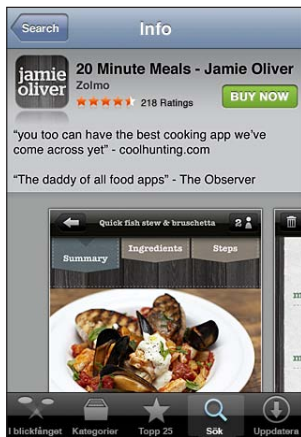 Search
Info
jamie
oliver
20 Minute Meals - Jamie Oliver
Zolmo
218 Ratings
BUY NOW
“you too can have the best cooking app we’ve
come across yet” - coolhunting.com
“The daddy of all food apps” - The Observer
Quick fish stew & bruschetta
2
Summary
Ingredients
Steps
I blickfånget
Kategorier
Topp 25
Sök
Uppdatera